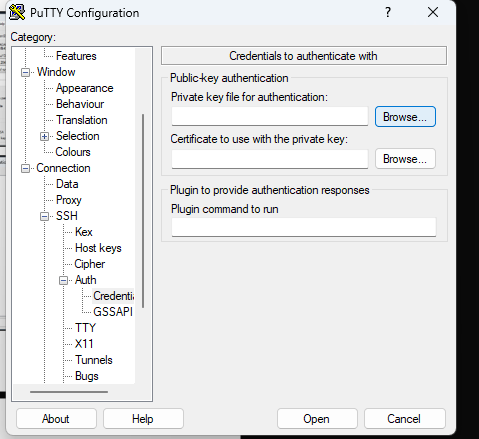 PuTTY Configuration
?
Category:
Features
Window
Appearance
Behaviour
Translation
Selection
Colours
Connection
Data
Proxy
SSH
Kex
Host keys
Cipher
Auth
Credentia
GSSAPI
TTY
X11
Tunnels
Bugs
Credentials to authenticate with
Public-key authentication
Private key file for authentication:
Browse...
Certificate to use with the private key:
Browse...
Plugin to provide authentication responses
Plugin command to run
About
Help
Open
Cancel